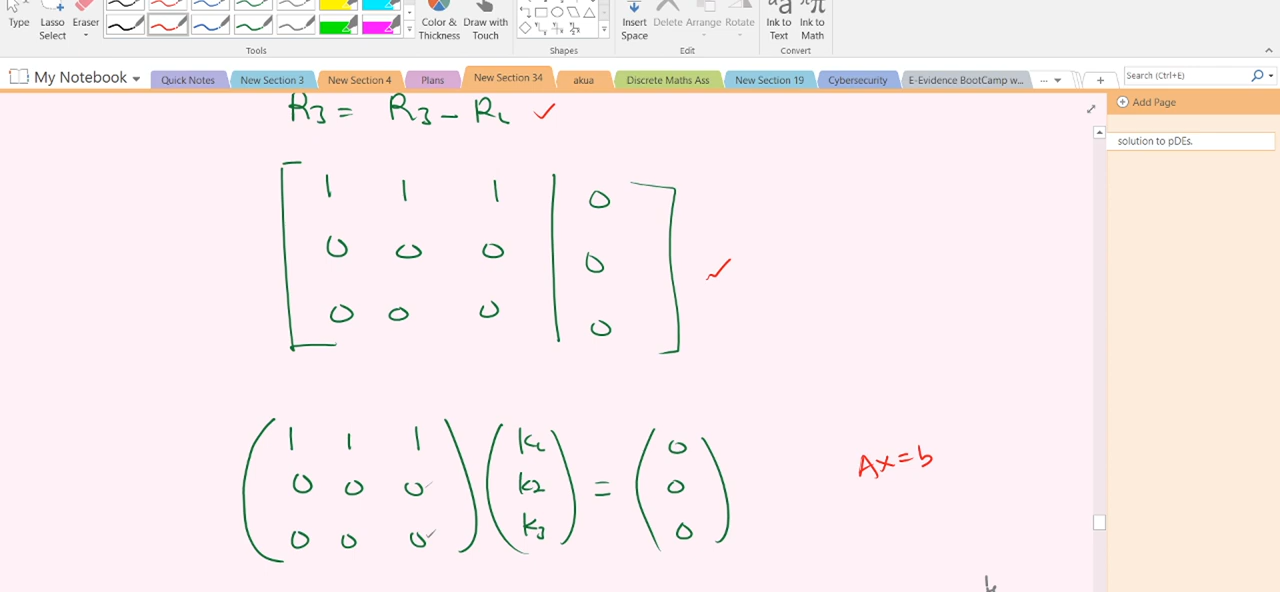 Type Lasso Select Eraser Color & Thickness Draw with Touch Insert Space Delete Arrange Rotate Ink to Text Ink to Math
Tools Shapes Edit Convert
My Notebook Quick Notes New Section 3 New Section 4 Plans New Section 34 akua Discrete Maths Ass New Section 19 Cybersecurity E-Evidence BootCamp w... ... + Search (Ctrl+E)
Add Page
solution to pDEs.
R3 = R3 - R1 ✓
1 1 1 | 0
0 0 0 | 0 ✓
0 0 0 | 0
1 1 1 k1 0
0 0 0 k2 = 0 Ax=b
0 0 0 k3 0
k